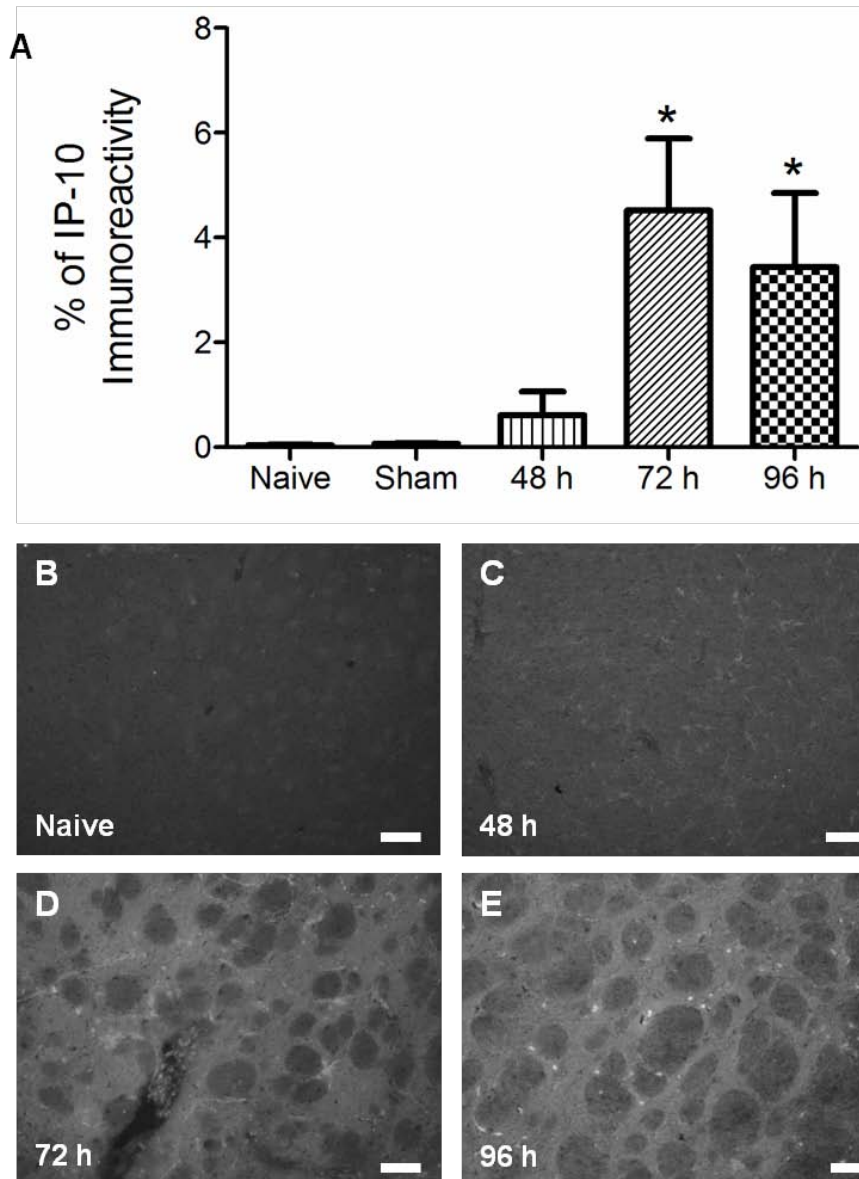 A
% of IP-10
Immunoreactivity
8
6
4
2
0
*
*
Naive
Sham
48 h
72 h
96 h
B
Naive
C
48 h
D
72 h
E
96 h